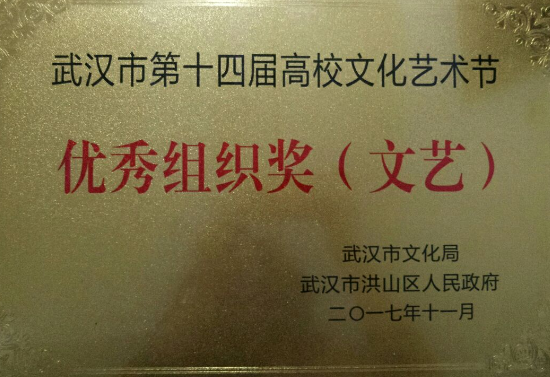 武汉市第十四届高校文化艺术节
优秀组织奖（文艺）
武汉市文化局
武汉市洪山区人民政府
二〇一七年十一月